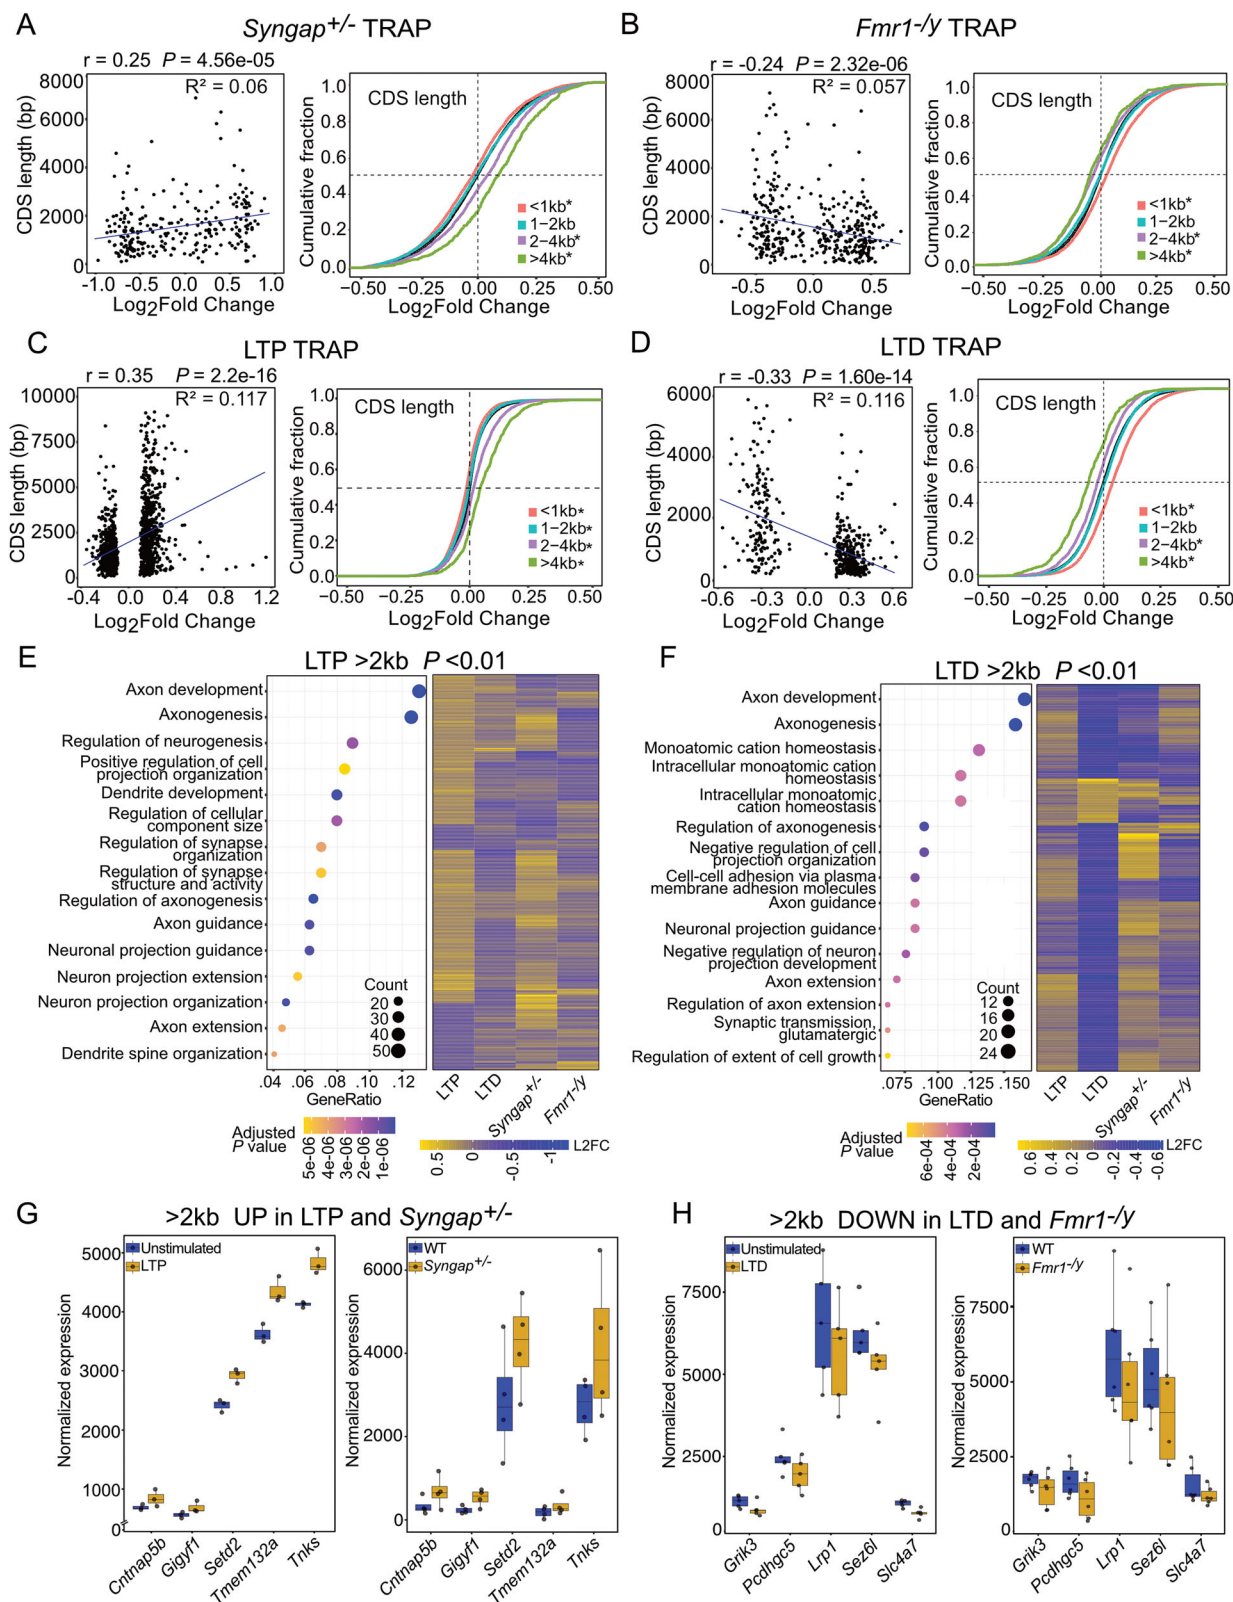 A
Syngap+/- TRAP
r = 0.25 P = 4.56e-05
R² = 0.06
CDS length (bp)
8000
6000
4000
2000
0
-1.0 -0.5 0.0 0.5 1.0
Log2Fold Change
Cumulative fraction
1.0
0.8
0.6
0.4
0.2
0.0
CDS length
<1kb*
1−2kb
2−4kb*
>4kb*
−0.50 −0.25 0.00 0.25 0.50
Log2Fold Change
B
Fmr1-/y TRAP
r = -0.24 P = 2.32e-06
R² = 0.057
CDS length (bp)
8000
6000
4000
2000
0
-0.5 0.0 0.5
Log2Fold Change
Cumulative fraction
1.0
0.8
0.6
0.4
0.2
0.0
CDS length
<1kb*
1−2kb
2−4kb*
>4kb*
−0.50 −0.25 0.00 0.25 0.50
Log2Fold Change
C
LTP TRAP
r = 0.35 P = 2.2e-16
R² = 0.117
CDS length (bp)
10000
7500
5000
2500
0
-0.4 0.0 0.4 0.8 1.2
Log2Fold Change
Cumulative fraction
1.0
0.8
0.6
0.4
0.2
0.0
CDS length
<1kb*
1−2kb*
2−4kb*
>4kb*
−0.50 −0.25 0.00 0.25 0.50
Log2Fold Change
D
LTD TRAP
r = -0.33 P = 1.60e-14
R² = 0.116
CDS length (bp)
6000
4000
2000
0
-0.6 -0.3 0.0 0.3 0.6
Log2Fold Change
Cumulative fraction
1.0
0.8
0.6
0.4
0.2
0.0
CDS length
<1kb*
1−2kb
2−4kb*
>4kb*
−0.50 −0.25 0.00 0.25 0.50
Log2Fold Change
E
LTP >2kb P <0.01
Axon development
Axonogenesis
Regulation of neurogenesis
Positive regulation of cell
projection organization
Dendrite development
Regulation of cellular
component size
Regulation of synapse
organization
Regulation of synapse
structure and activity
Regulation of axonogenesis
Axon guidance
Neuronal projection guidance
Neuron projection extension
Neuron projection organization
Axon extension
Dendrite spine organization
Count
20
30
40
50
.04 .06 .08 .10 .12
GeneRatio
LTP LTD Syngap+/- Fmr1-/y
Adjusted
P value
5e-06 4e-06 3e-06 2e-06 1e-06
0.5 0 -0.5 -1
L2FC
F
LTD >2kb P <0.01
Axon development
Axonogenesis
Monoatomic cation homeostasis
Intracellular monoatomic cation
homeostasis
Intracellular monoatomic
cation homeostasis
Regulation of axonogenesis
Negative regulation of cell
projection organization
Cell-cell adhesion via plasma
membrane adhesion molecules
Axon guidance
Neuronal projection guidance
Negative regulation of neuron
projection development
Axon extension
Regulation of axon extension
Synaptic transmission,
glutamergic
Regulation of extent of cell growth
Count
12
16
20
24
.075 .100 .125 .150
GeneRatio
LTP LTD Syngap+/- Fmr1-/y
Adjusted
P value
6e-04 4e-04 2e-04
0.6 0.4 0.2 0 -0.2 -0.4 -0.6
L2FC
G
>2kb UP in LTP and Syngap+/-
Normalized expression
Unstimulated
LTP
5000
4000
3000
2000
1000
0
Cntnap5b Gigyf1 Setd2 Tmem132a Tnks
Normalized expression
WT
Syngap+/-
6000
4000
2000
0
Cntnap5b Gigyf1 Setd2 Tmem132a Tnks
H
>2kb DOWN in LTD and Fmr1-/y
Normalized expression
Unstimulated
LTD
7500
5000
2500
0
Grik3 Pcdhgc5 Lrp1 Sez6l Slc4a7
Normalized expression
WT
Fmr1-/y
7500
5000
2500
0
Grik3 Pcdhgc5 Lrp1 Sez6l Slc4a7